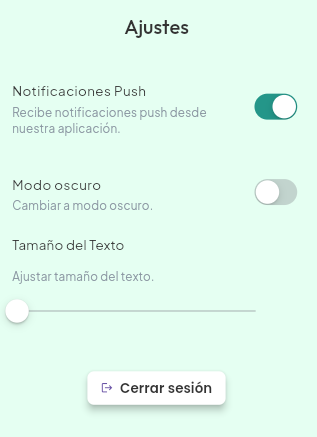 Ajustes
Notificaciones Push
Recibe notificaciones push desde
nuestra aplicación.
Modo oscuro
Cambiar a modo oscuro.
Tamaño del Texto
Ajustar tamaño del texto.
Cerrar sesión